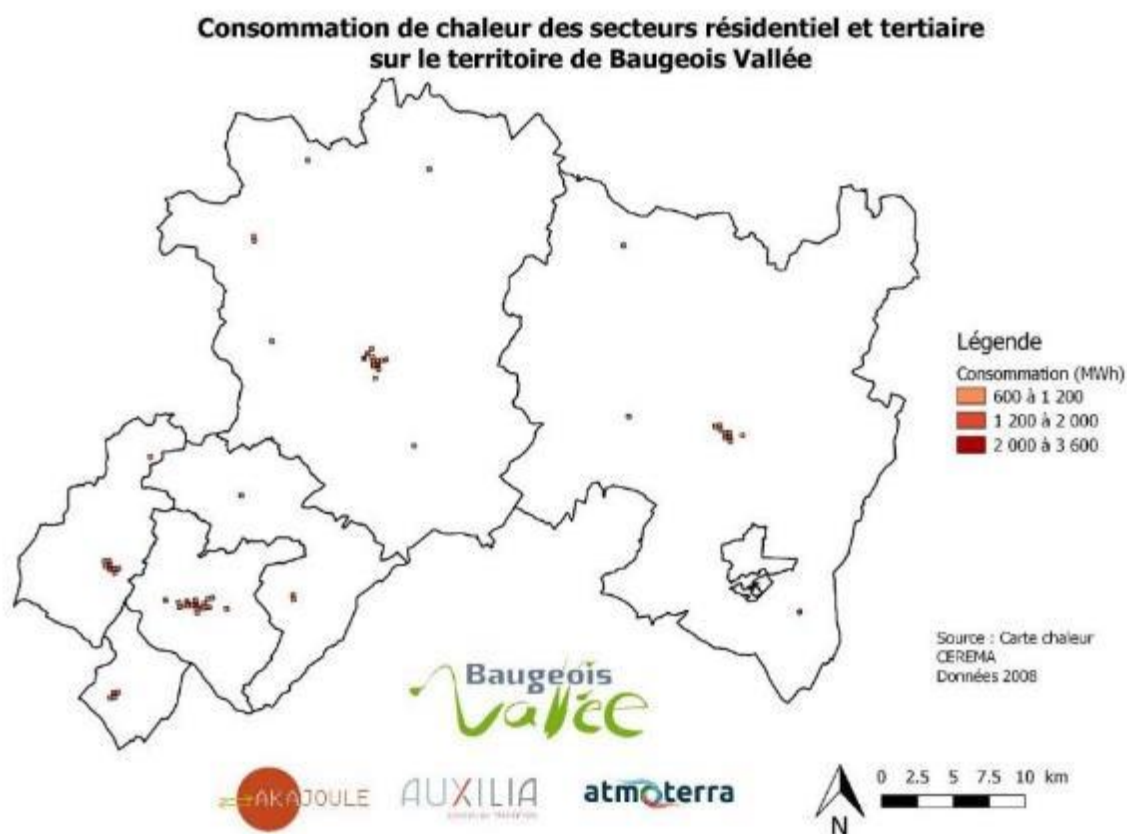 Consommation de chaleur des secteurs résidentiel et tertiaire
sur le territoire de Baugeois Vallée
Légende
Consommation (MWh)
600 à 1 200
1 200 à 2 000
2 000 à 3 600
Source : Carte chaleur
CEREMA
Données 2008
Baugeois
Vallée
AKAJOULE
AUXILIA
atmoterra
0 2.5 5 7.5 10 km
N